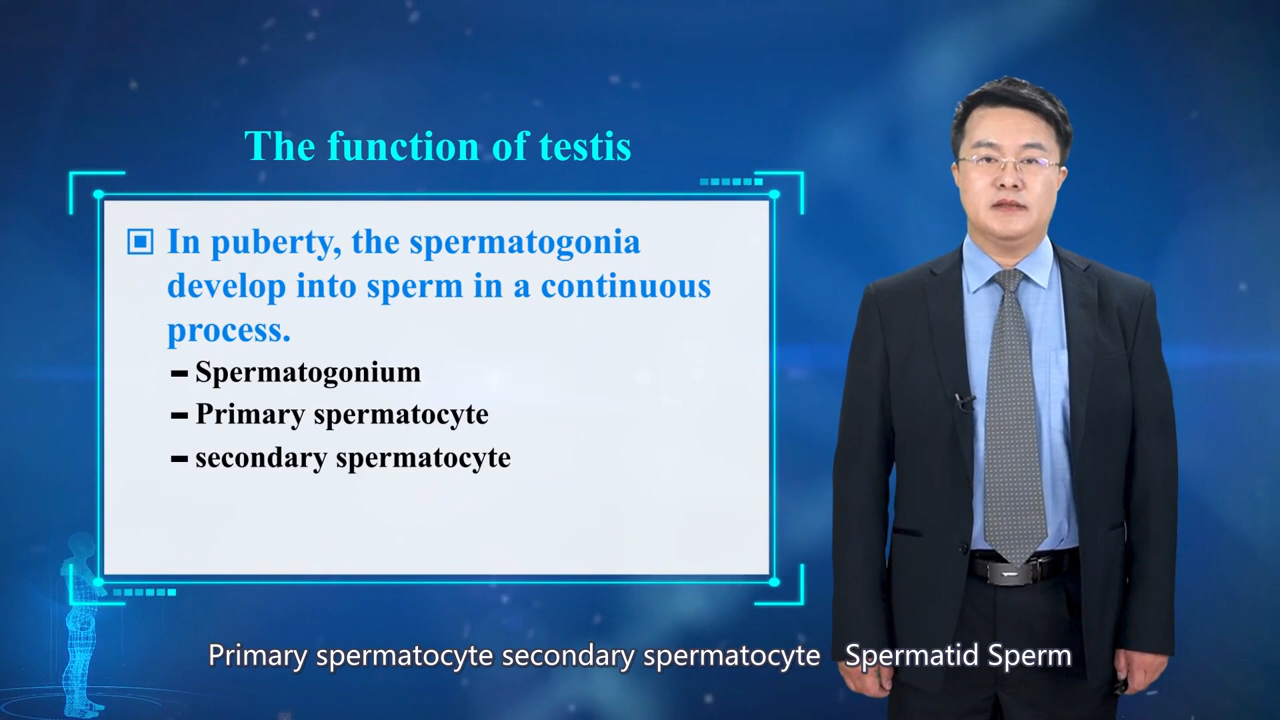 The function of testis
In puberty, the spermatogonia
develop into sperm in a continuous
process.
Spermatogonium
Primary spermatocyte
secondary spermatocyte
Primary spermatocyte secondary spermatocyte Spermatid Sperm